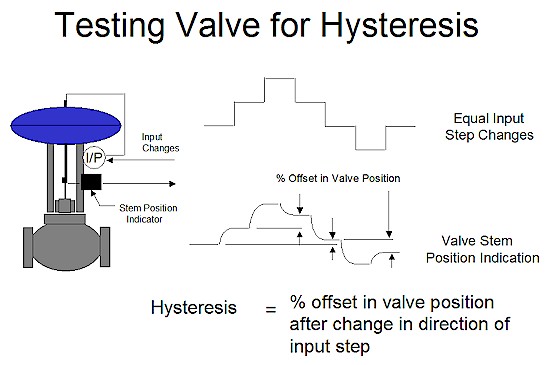 Testing Valve for Hysteresis
Input
Changes
I/P
Stem Position
Indicator
Equal Input
Step Changes
% Offset in Valve Position
Valve Stem
Position Indication
Hysteresis = % offset in valve position
after change in direction of
input step